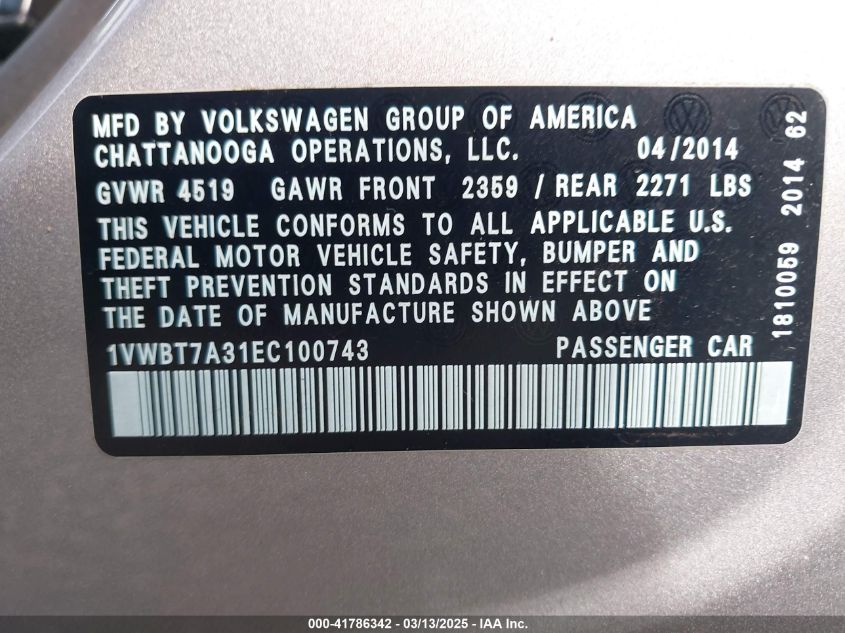 MFD BY VOLKSWAGEN GROUP OF AMERICA
CHATTANOOGA OPERATIONS, LLC. 04/2014
GVWR 4519 GAWR FRONT 2359 / REAR 2271 LBS
THIS VEHICLE CONFORMS TO ALL APPLICABLE U.S.
FEDERAL MOTOR VEHICLE SAFETY, BUMPER AND
THEFT PREVENTION STANDARDS IN EFFECT ON
THE DATE OF MANUFACTURE SHOWN ABOVE
1VWBT7A31EC100743 PASSENGER CAR
1810059 2014 62
000-41786342 / 03/13/2025 - IAA Inc.